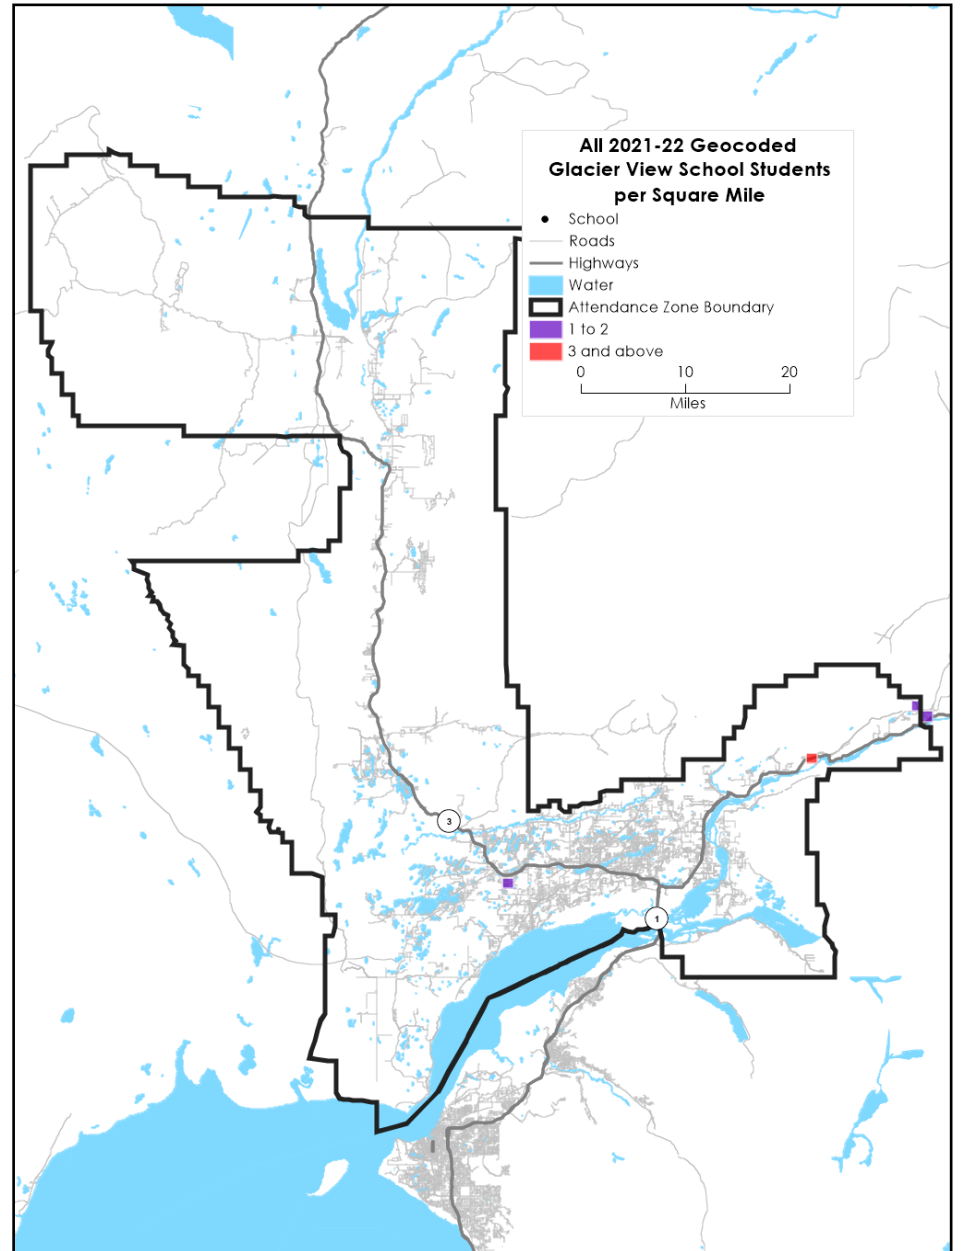 All 2021-22 Geocoded
Glacier View School Students
per Square Mile
School
Roads
Highways
Water
Attendance Zone Boundary
1 to 2
3 and above
0 10 20
Miles
3
1